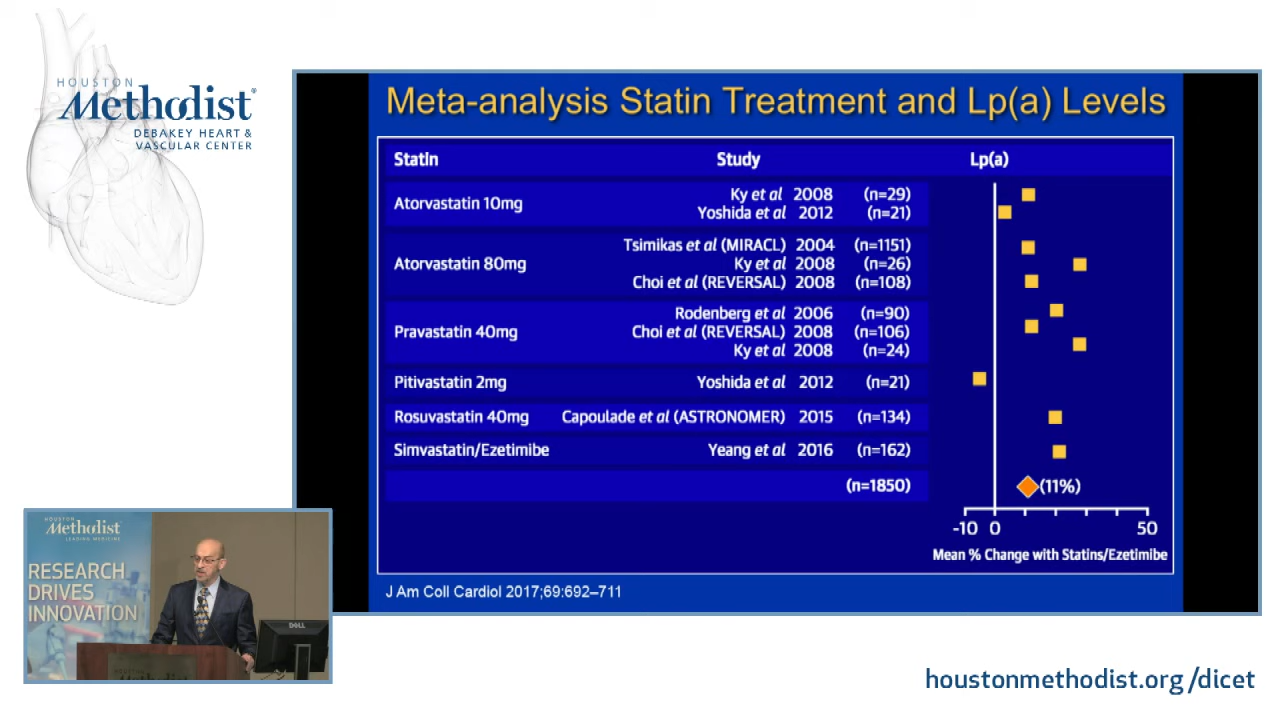 HOUSTON
Methodist®
DEBAKEY HEART &
VASCULAR CENTER
Meta-analysis Statin Treatment and Lp(a) Levels
Statin Study Lp(a)
Atorvastatin 10mg
Ky et al 2008 (n=29)
Yoshida et al 2012 (n=21)
Atorvastatin 80mg
Tsimikas et al (MIRACL) 2004 (n=1151)
Ky et al 2008 (n=26)
Choi et al (REVERSAL) 2008 (n=108)
Pravastatin 40mg
Rodenberg et al 2006 (n=90)
Choi et al (REVERSAL) 2008 (n=106)
Ky et al 2008 (n=24)
Pitivastatin 2mg Yoshida et al 2012 (n=21)
Rosuvastatin 40mg Capoulade et al (ASTRONOMER) 2015 (n=134)
Simvastatin/Ezetimibe Yeang et al 2016 (n=162)
(n=1850) (11%)
-10 0 50
Mean % Change with Statins/Ezetimibe
J Am Coll Cardiol 2017;69:692–711
HOUSTON
Methodist
LEADING MEDICINE
RESEARCH
DRIVES
INNOVATION
DELL
houstonmethodist.org/dicet